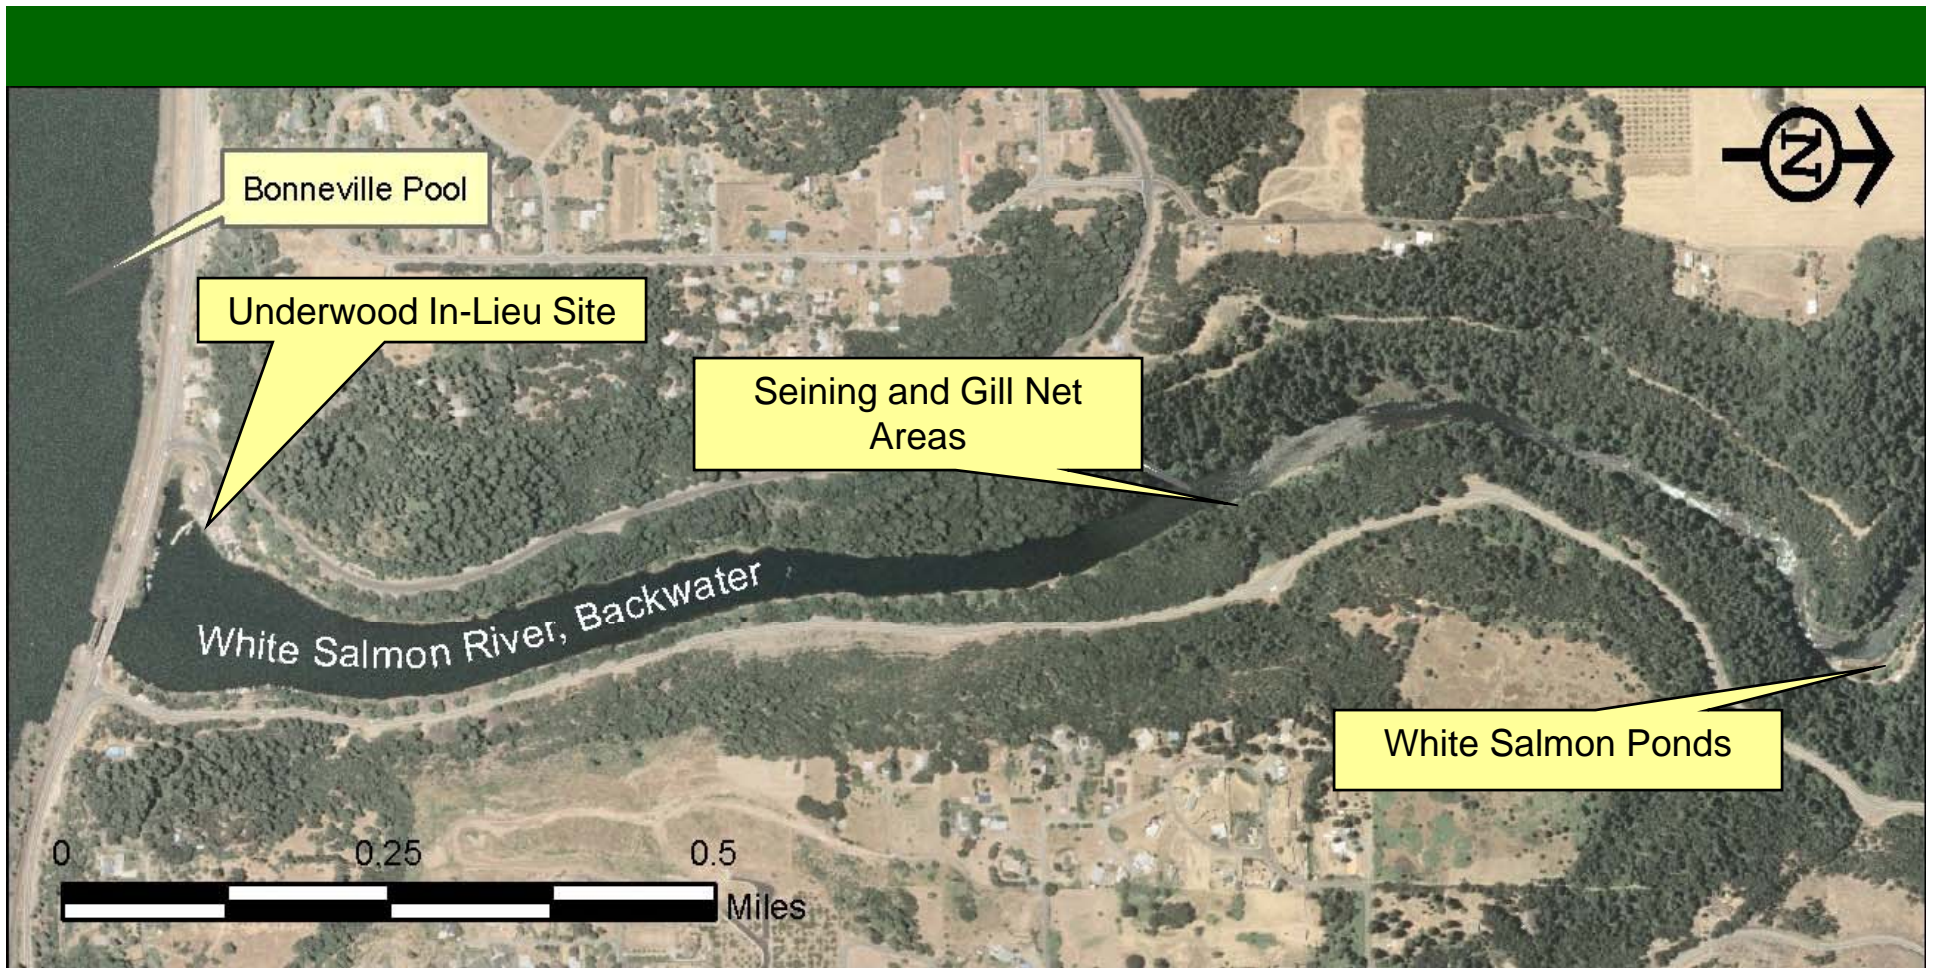 N
Bonneville Pool
Underwood In-Lieu Site
Seining and Gill Net
Areas
White Salmon River, Backwater
White Salmon Ponds
0 0.25 0.5
Miles